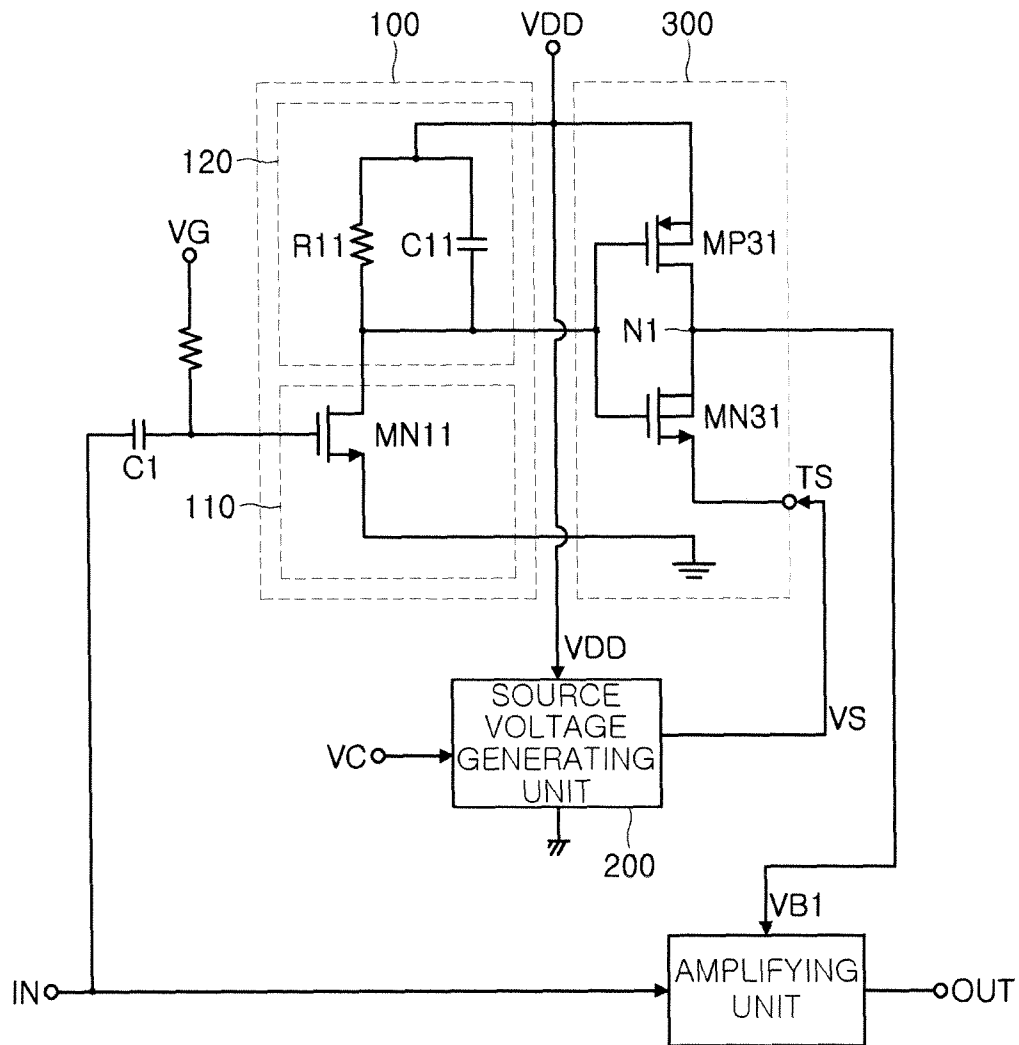 100
VDD
300
120
VG
R11
C11
MP31
N1
MN11
MN31
C1
TS
110
VDD
SOURCE
VOLTAGE
GENERATING
UNIT
VS
VC
200
VB1
IN
AMPLIFYING
UNIT
OUT